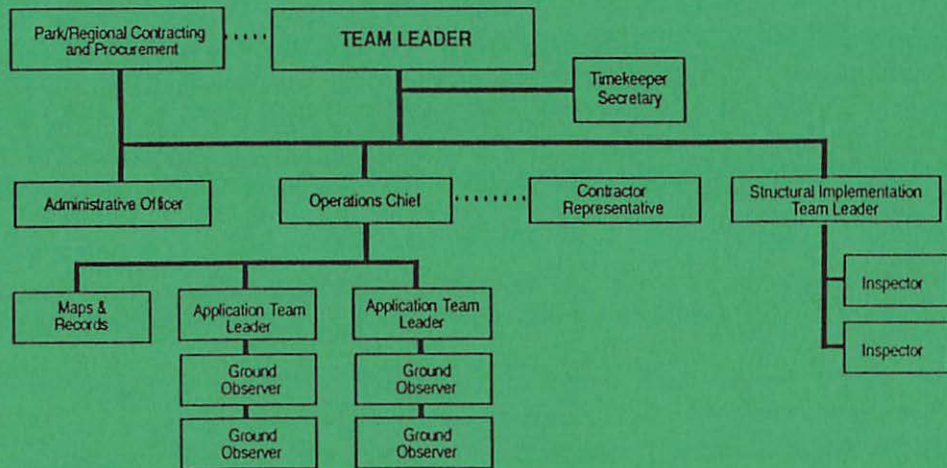 Park/Regional Contracting
and Procurement
TEAM LEADER
Timekeeper
Secretary
Administrative Officer
Operations Chief
Contractor
Representative
Structural Implementation
Team Leader
Maps &
Records
Application Team
Leader
Application Team
Leader
Inspector
Ground
Observer
Ground
Observer
Inspector
Ground
Observer
Ground
Observer